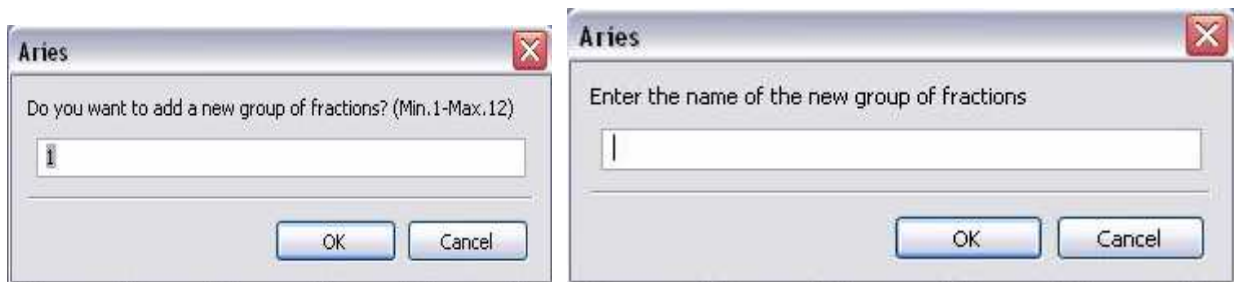 Aries
Do you want to add a new group of fractions? (Min.1-Max.12)
1
OK Cancel
Aries
Enter the name of the new group of fractions
OK Cancel